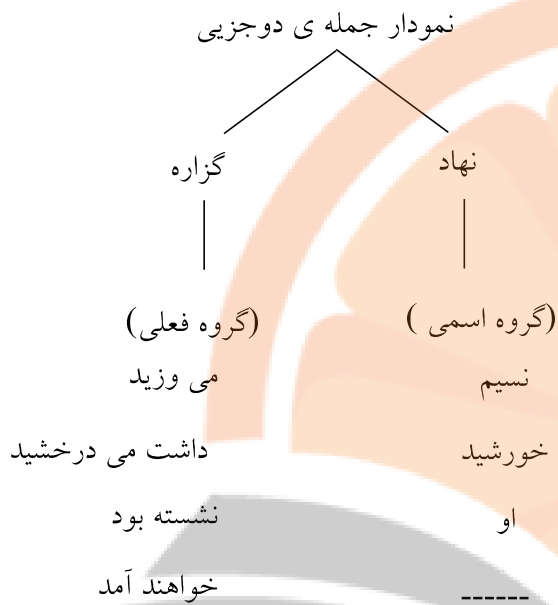 نمودار جمله ی دوجزیی
نهاد گزاره
(گروه اسمی ) (گروه فعلی)
نسیم می وزید
خورشید داشت می درخشید
او نشسته بود
------ خواهند آمد